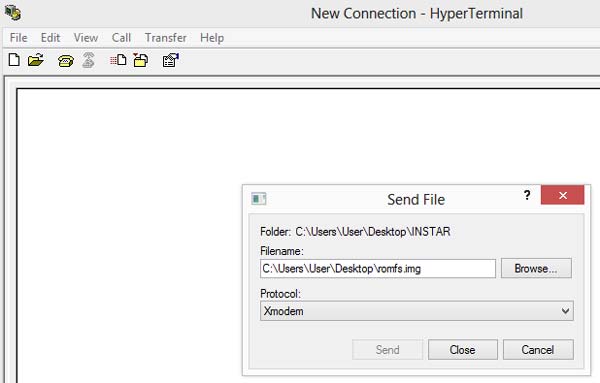 New Connection - HyperTerminal
File Edit View Call Transfer Help
Send File ?
Folder: C:\Users\User\Desktop\INSTAR
Filename:
C:\Users\User\Desktop\romfs.img Browse...
Protocol:
Xmodem
Send Close Cancel